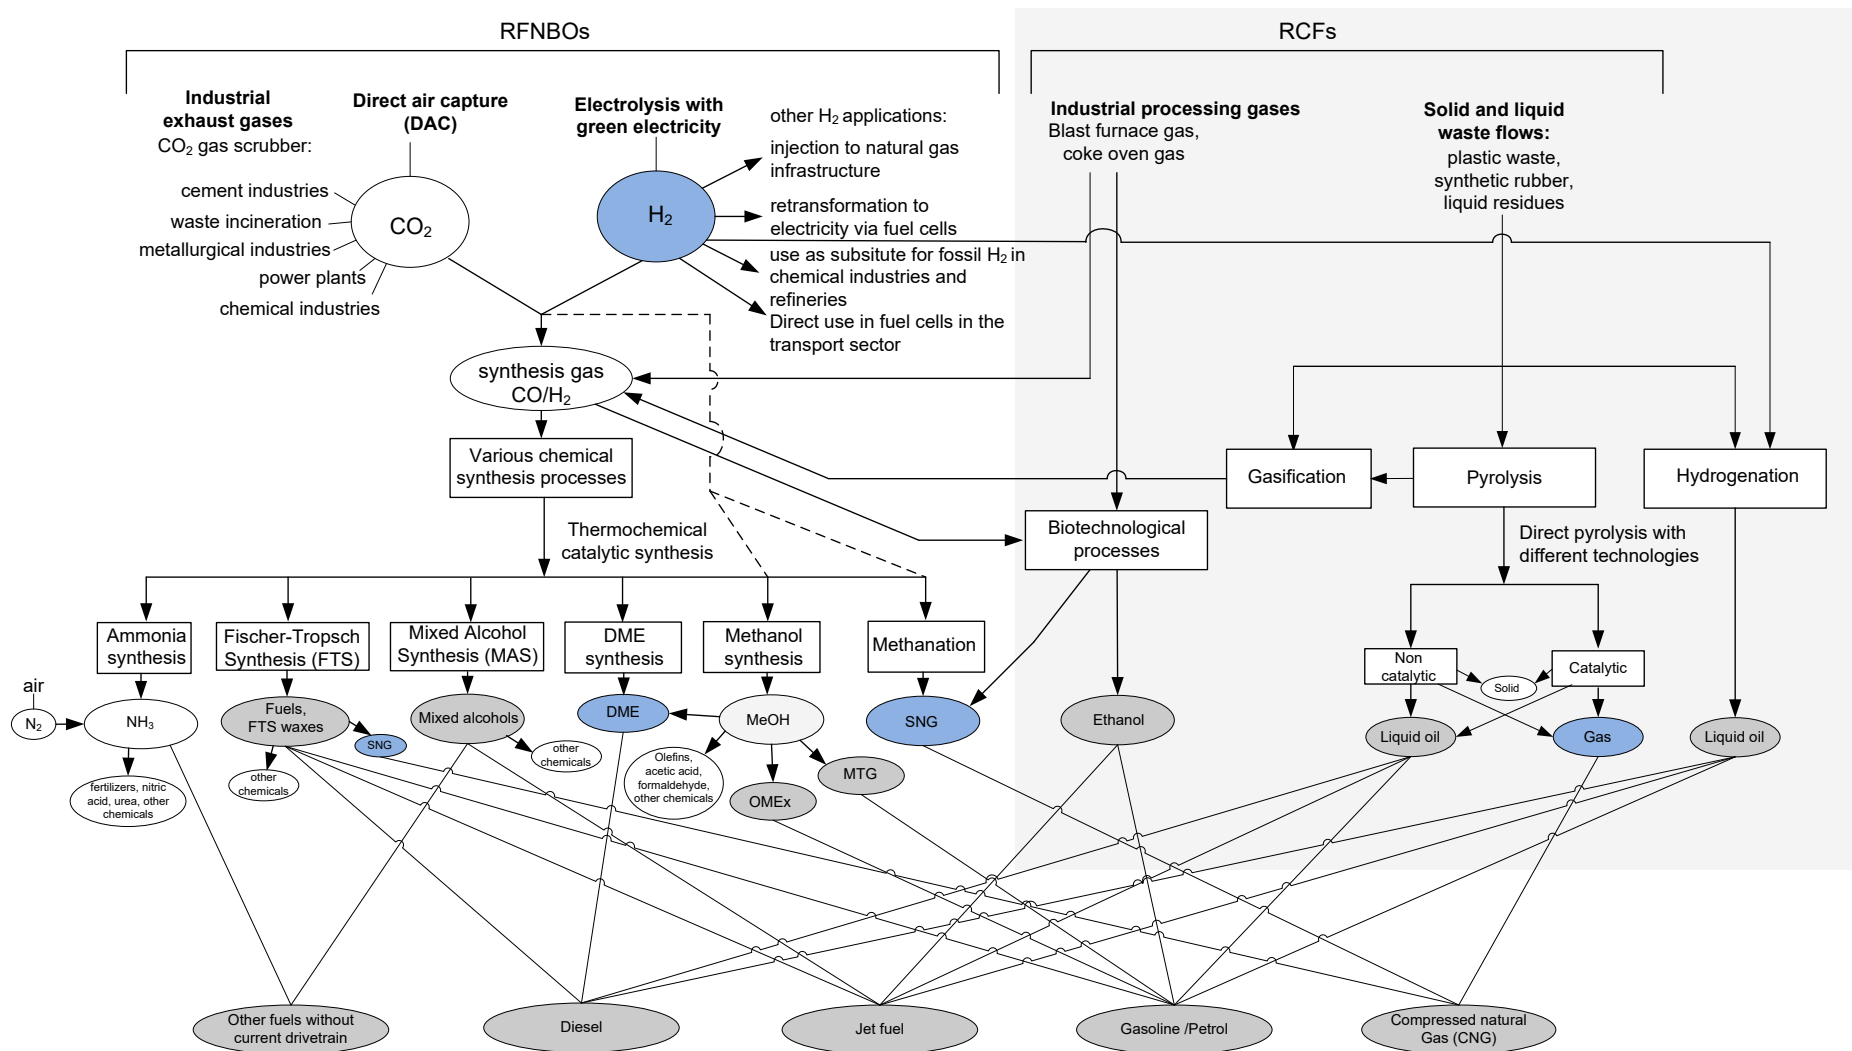 RFNBOs
RCFs
Industrial
exhaust gases
CO₂ gas scrubber:
Direct air capture
(DAC)
Electrolysis with
green electricity
other H₂ applications:
injection to natural gas
infrastructure
retransformation to
electricity via fuel cells
use as subsitute for fossil H₂ in
chemical industries and
refineries
Direct use in fuel cells in the
transport sector
Industrial processing gases
Blast furnace gas,
coke oven gas
Solid and liquid
waste flows:
plastic waste,
synthetic rubber,
liquid residues
cement industries
waste incineration
metallurgical industries
power plants
chemical industries
CO₂
H₂
synthesis gas
CO/H₂
Various chemical
synthesis processes
Thermochemical
catalytic synthesis
Gasification
Pyrolysis
Hydrogenation
Biotechnological
processes
Direct pyrolysis with
different technologies
Ammonia
synthesis
Fischer-Tropsch
Synthesis (FTS)
Mixed Alcohol
Synthesis (MAS)
DME
synthesis
Methanol
synthesis
Methanation
Non
catalytic
Catalytic
Solid
air
N₂
NH₃
Fuels,
FTS waxes
SNG
Mixed alcohols
DME
MeOH
SNG
Ethanol
Liquid oil
Gas
Liquid oil
fertilizers, nitric
acid, urea, other
chemicals
other
chemicals
other
chemicals
Olefins,
acetic acid,
formaldehyde,
other chemicals
OMEx
MTG
Other fuels without
current drivetrain
Diesel
Jet fuel
Gasoline /Petrol
Compressed natural
Gas (CNG)